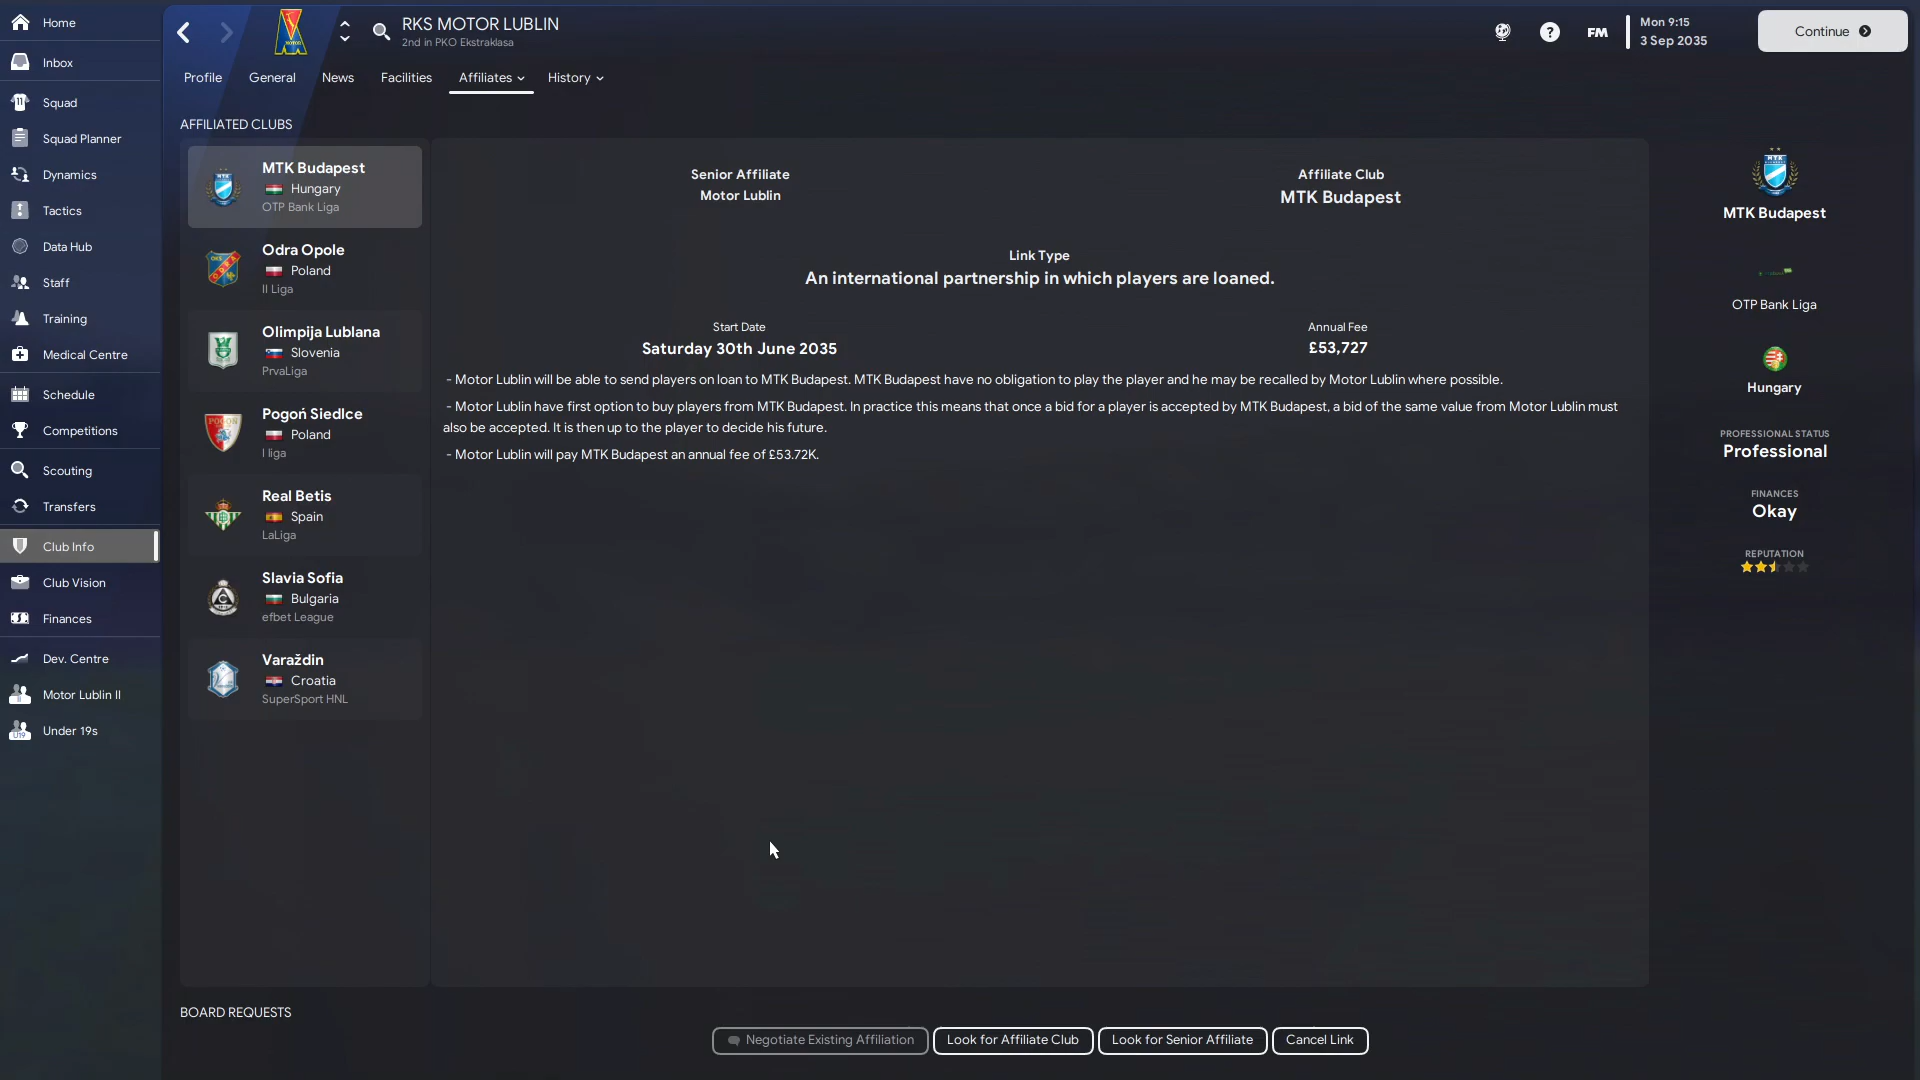 Home
Inbox
Squad
Squad Planner
Dynamics
Tactics
Data Hub
Staff
Training
Medical Centre
Schedule
Competitions
Scouting
Transfers
Club Info
Club Vision
Finances
Dev. Centre
Motor Lublin II
Under 19s
RKS MOTOR LUBLIN
2nd in PKO Ekstraklasa
FM
Mon 9:15
3 Sep 2035
Continue
Profile
General
News
Facilities
Affiliates
History
AFFILIATED CLUBS
MTK Budapest
Hungary
OTP Bank Liga
Odra Opole
Poland
II Liga
Olimpija Lublana
Slovenia
PrvaLiga
Pogoń Siedlce
Poland
I liga
Real Betis
Spain
LaLiga
Slavia Sofia
Bulgaria
efbet League
Varaždin
Croatia
SuperSport HNL
Senior Affiliate
Motor Lublin
Affiliate Club
MTK Budapest
Link Type
An international partnership in which players are loaned.
Start Date
Saturday 30th June 2035
Annual Fee
£53,727
- Motor Lublin will be able to send players on loan to MTK Budapest. MTK Budapest have no obligation to play the player and he may be recalled by Motor Lublin where possible.
- Motor Lublin have first option to buy players from MTK Budapest. In practice this means that once a bid for a player is accepted by MTK Budapest, a bid of the same value from Motor Lublin must
also be accepted. It is then up to the player to decide his future.
- Motor Lublin will pay MTK Budapest an annual fee of £53.72K.
MTK Budapest
OTP Bank Liga
Hungary
PROFESSIONAL STATUS
Professional
FINANCES
Okay
REPUTATION
BOARD REQUESTS
Negotiate Existing Affiliation
Look for Affiliate Club
Look for Senior Affiliate
Cancel Link